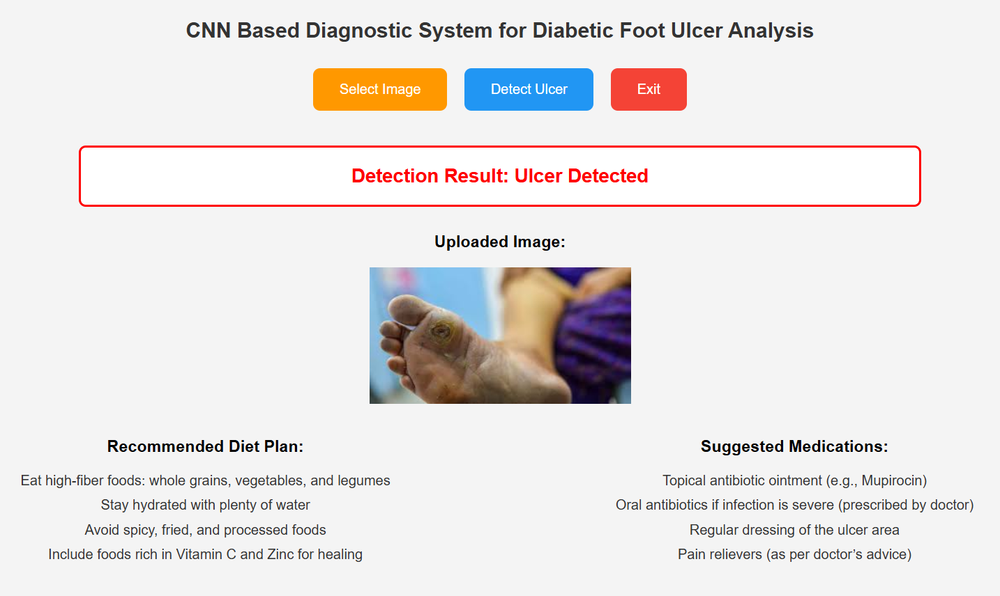 CNN Based Diagnostic System for Diabetic Foot Ulcer Analysis
Select Image
Detect Ulcer
Exit
Detection Result: Ulcer Detected
Uploaded Image:
Recommended Diet Plan:
Eat high-fiber foods: whole grains, vegetables, and legumes
Stay hydrated with plenty of water
Avoid spicy, fried, and processed foods
Include foods rich in Vitamin C and Zinc for healing
Suggested Medications:
Topical antibiotic ointment (e.g., Mupirocin)
Oral antibiotics if infection is severe (prescribed by doctor)
Regular dressing of the ulcer area
Pain relievers (as per doctor’s advice)